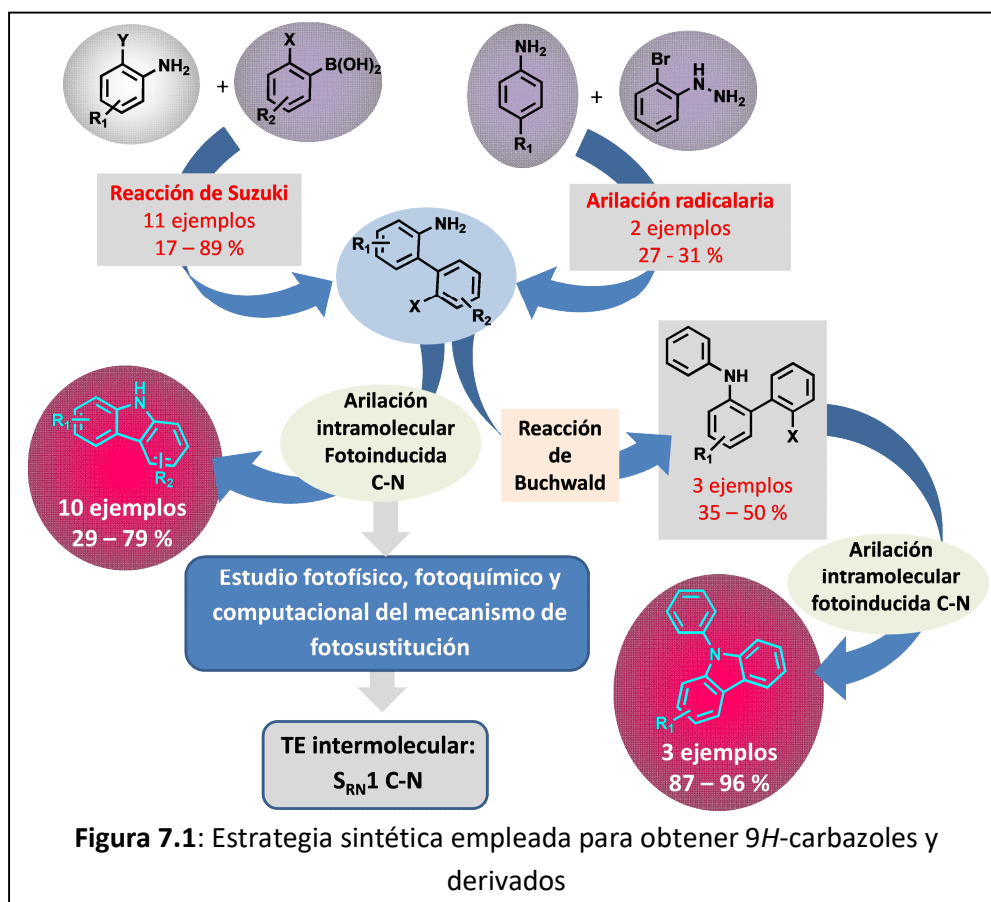 Y
NH2
R1
+
X
B(OH)2
R2
NH2
R1
+
Br
H
N
NH2
Reacción de Suzuki
11 ejemplos
17 – 89 %
Arilación radicalaria
2 ejemplos
27 - 31 %
R1
NH2
X
R2
H
N
R1
R2
10 ejemplos
29 – 79 %
Arilación
intramolecular
Fotoinducida
C-N
Reacción
de
Buchwald
NH
X
R1
3 ejemplos
35 – 50 %
Arilación
intramolecular
fotoinducida C-N
Estudio fotofísico, fotoquímico y
computacional del mecanismo de
fotosustitución
N
R1
3 ejemplos
87 – 96 %
TE intermolecular:
SRN1 C-N
Figura 7.1: Estrategia sintética empleada para obtener 9H-carbazoles y
derivados